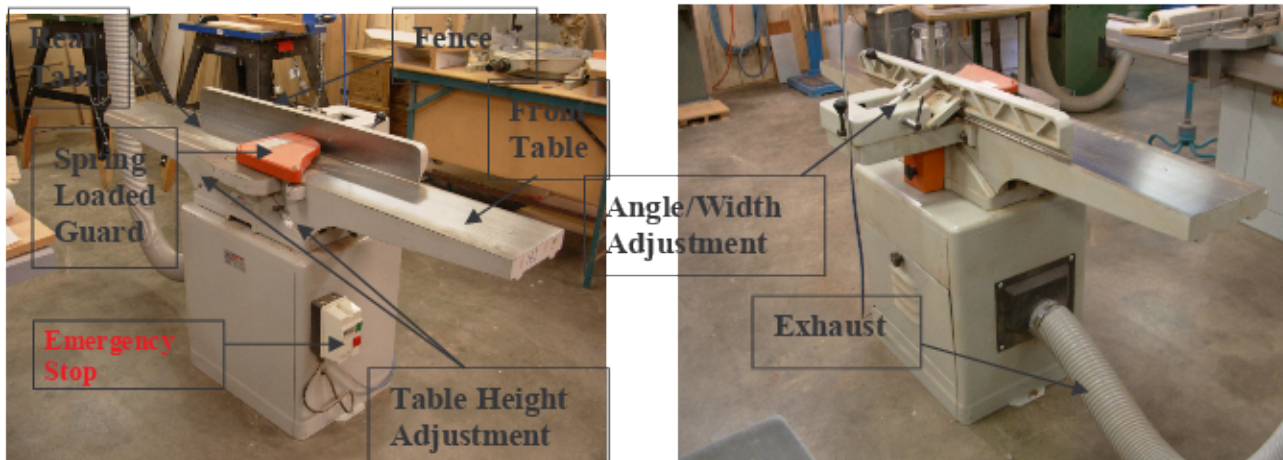 Rear
Table
Fence
Front
Table
Spring
Loaded
Guard
Angle/Width
Adjustment
Emergency
Stop
Exhaust
Table Height
Adjustment